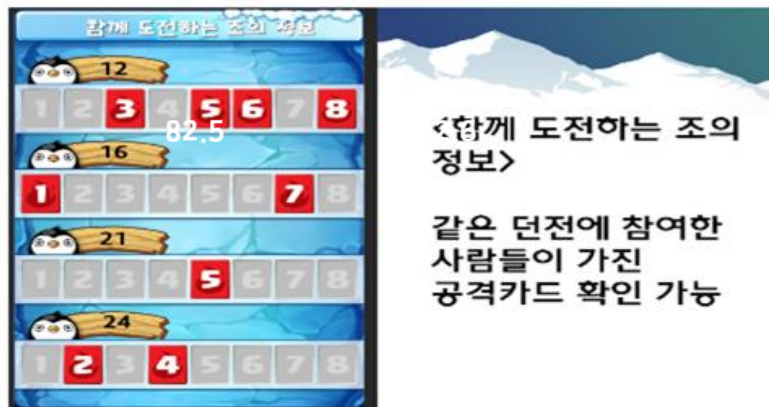 함께 도전하는 조의 정보
12
1 2 3 4 5 6 7 8
82.5
16
1 2 3 4 5 6 7 8
21
1 2 3 4 5 6 7 8
24
1 2 3 4 5 6 7 8
<함께 도전하는 조의
정보>
같은 던전에 참여한
사람들이 가진
공격카드 확인 가능